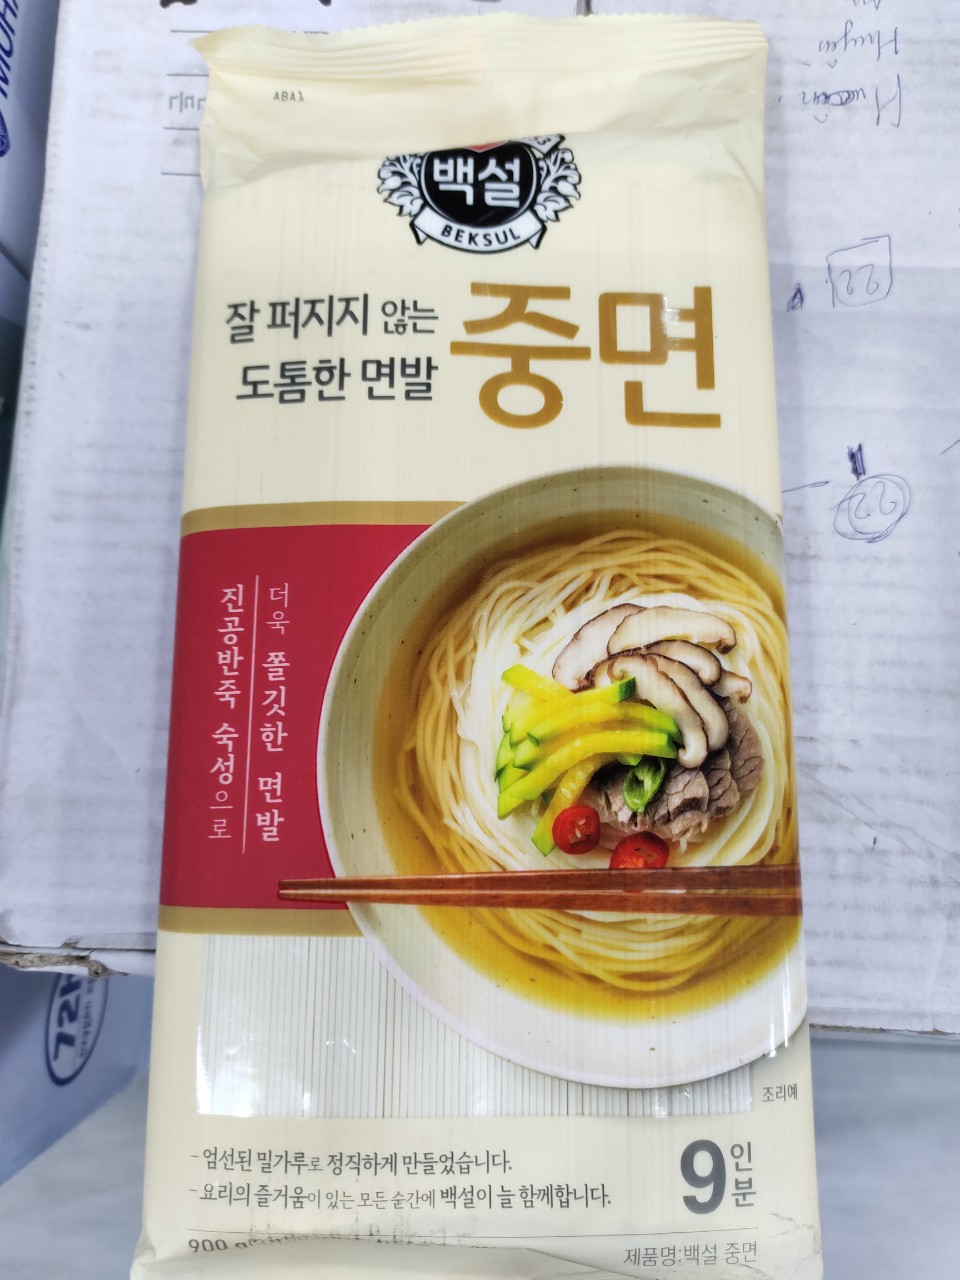 ABA1
백설
BEKSUL
잘 퍼지지 않는
도톰한 면발
중면
진공반죽 숙성으로
더욱 쫄깃한 면발
조리예
-엄선된 밀가루로 정직하게 만들었습니다.
-요리의 즐거움이 있는 모든 순간에 백설이 늘 함께합니다.
9인분
900 g
제품명:백설 중면
22
22
72H